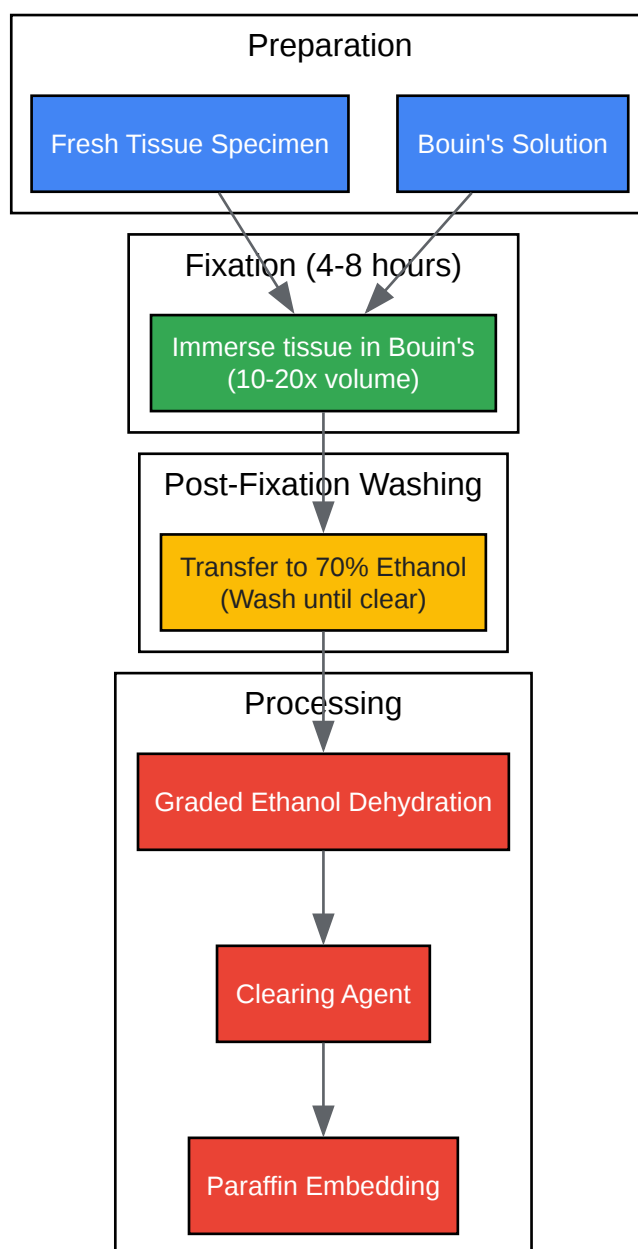 Preparation
Fresh Tissue Specimen
Bouin's Solution
Fixation (4-8 hours)
Immerse tissue in Bouin's
(10-20x volume)
Post-Fixation Washing
Transfer to 70% Ethanol
(Wash until clear)
Processing
Graded Ethanol Dehydration
Clearing Agent
Paraffin Embedding